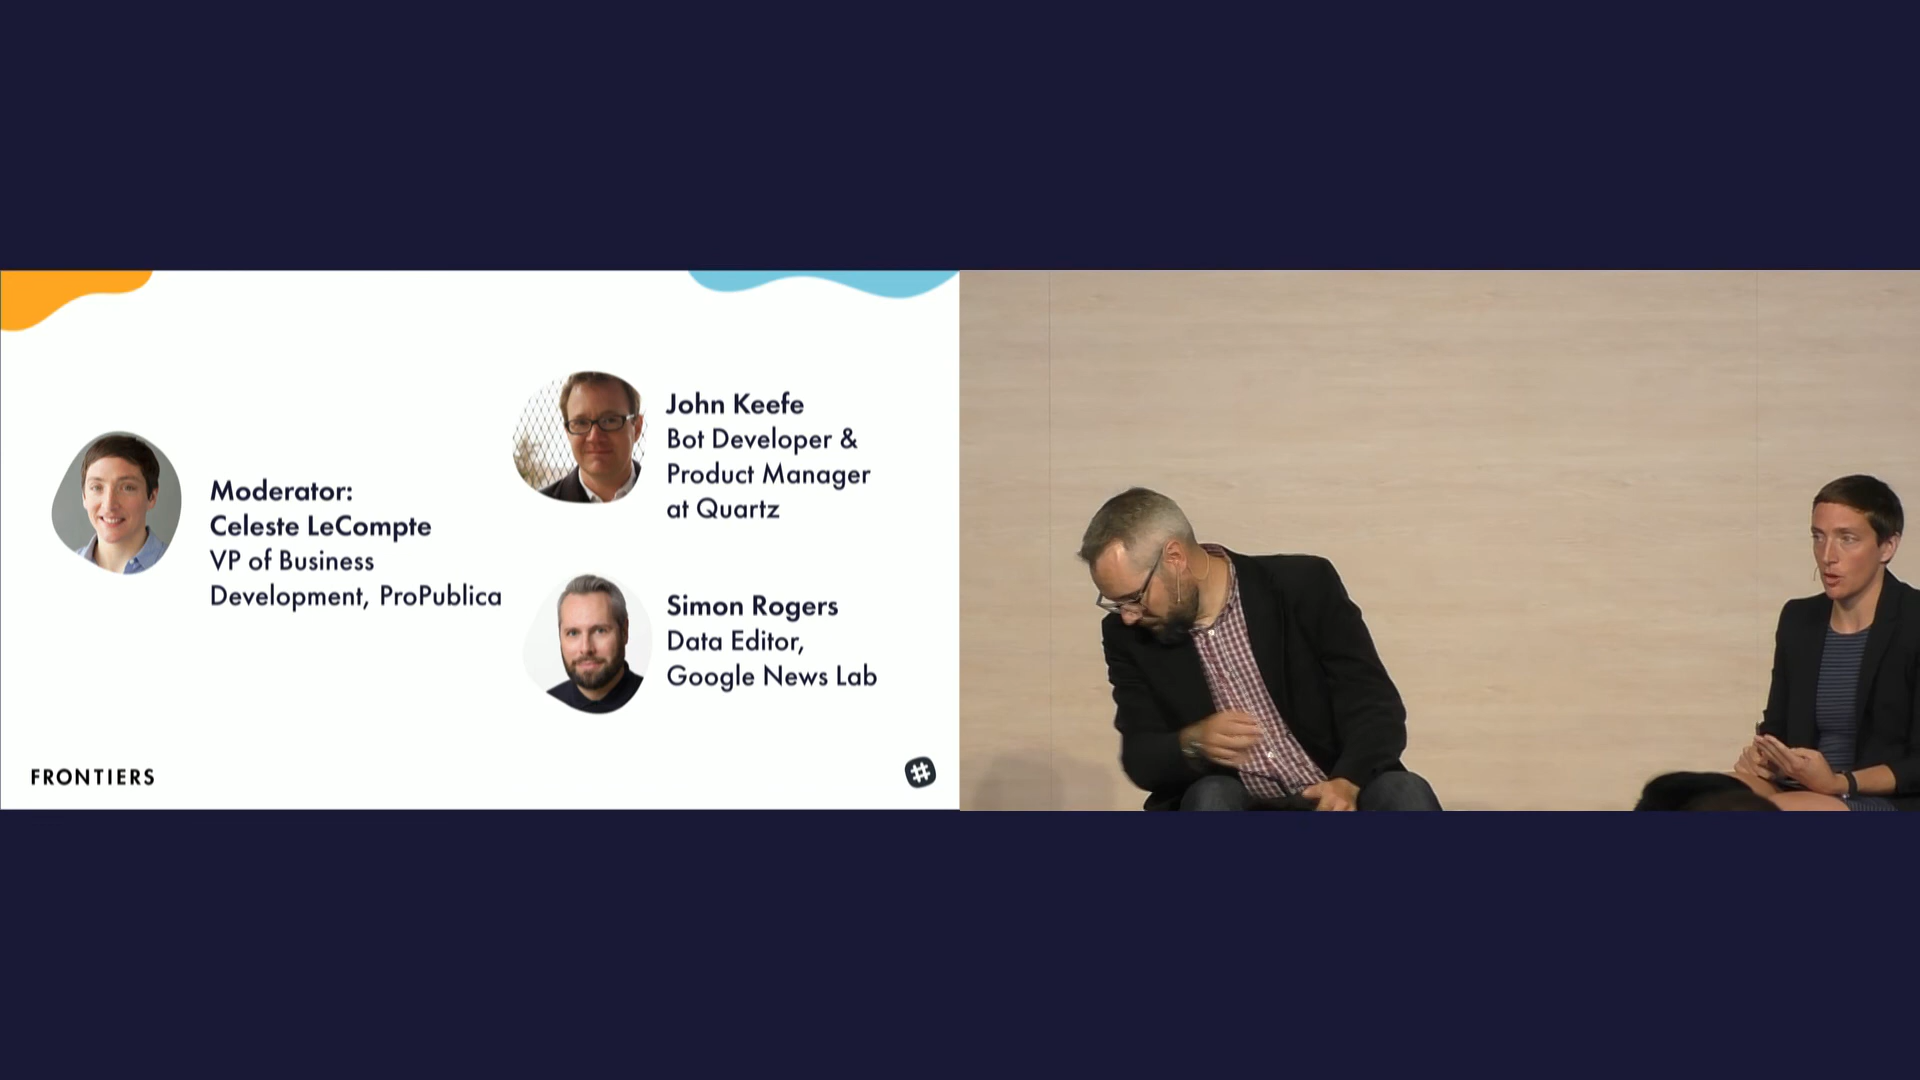 Moderator:
Celeste LeCompte
VP of Business
Development, ProPublica
John Keefe
Bot Developer &
Product Manager
at Quartz
Simon Rogers
Data Editor,
Google News Lab
FRONTIERS
#